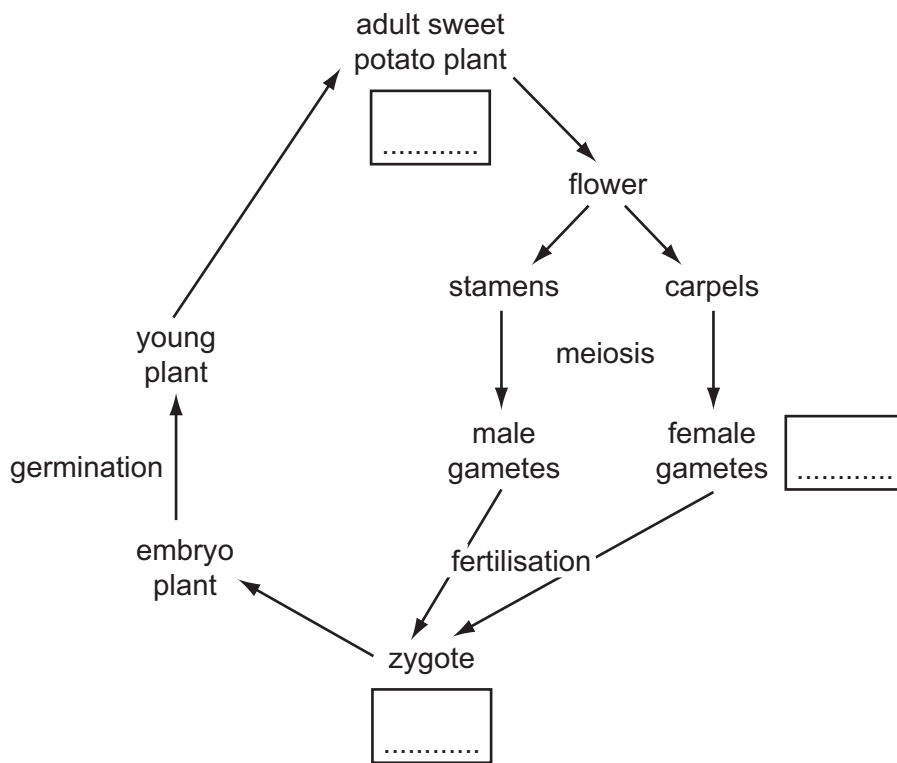 adult sweet
potato plant
............
flower
stamens
carpels
meiosis
young
plant
male
gametes
female
gametes
............
germination
embryo
plant
fertilisation
zygote
............